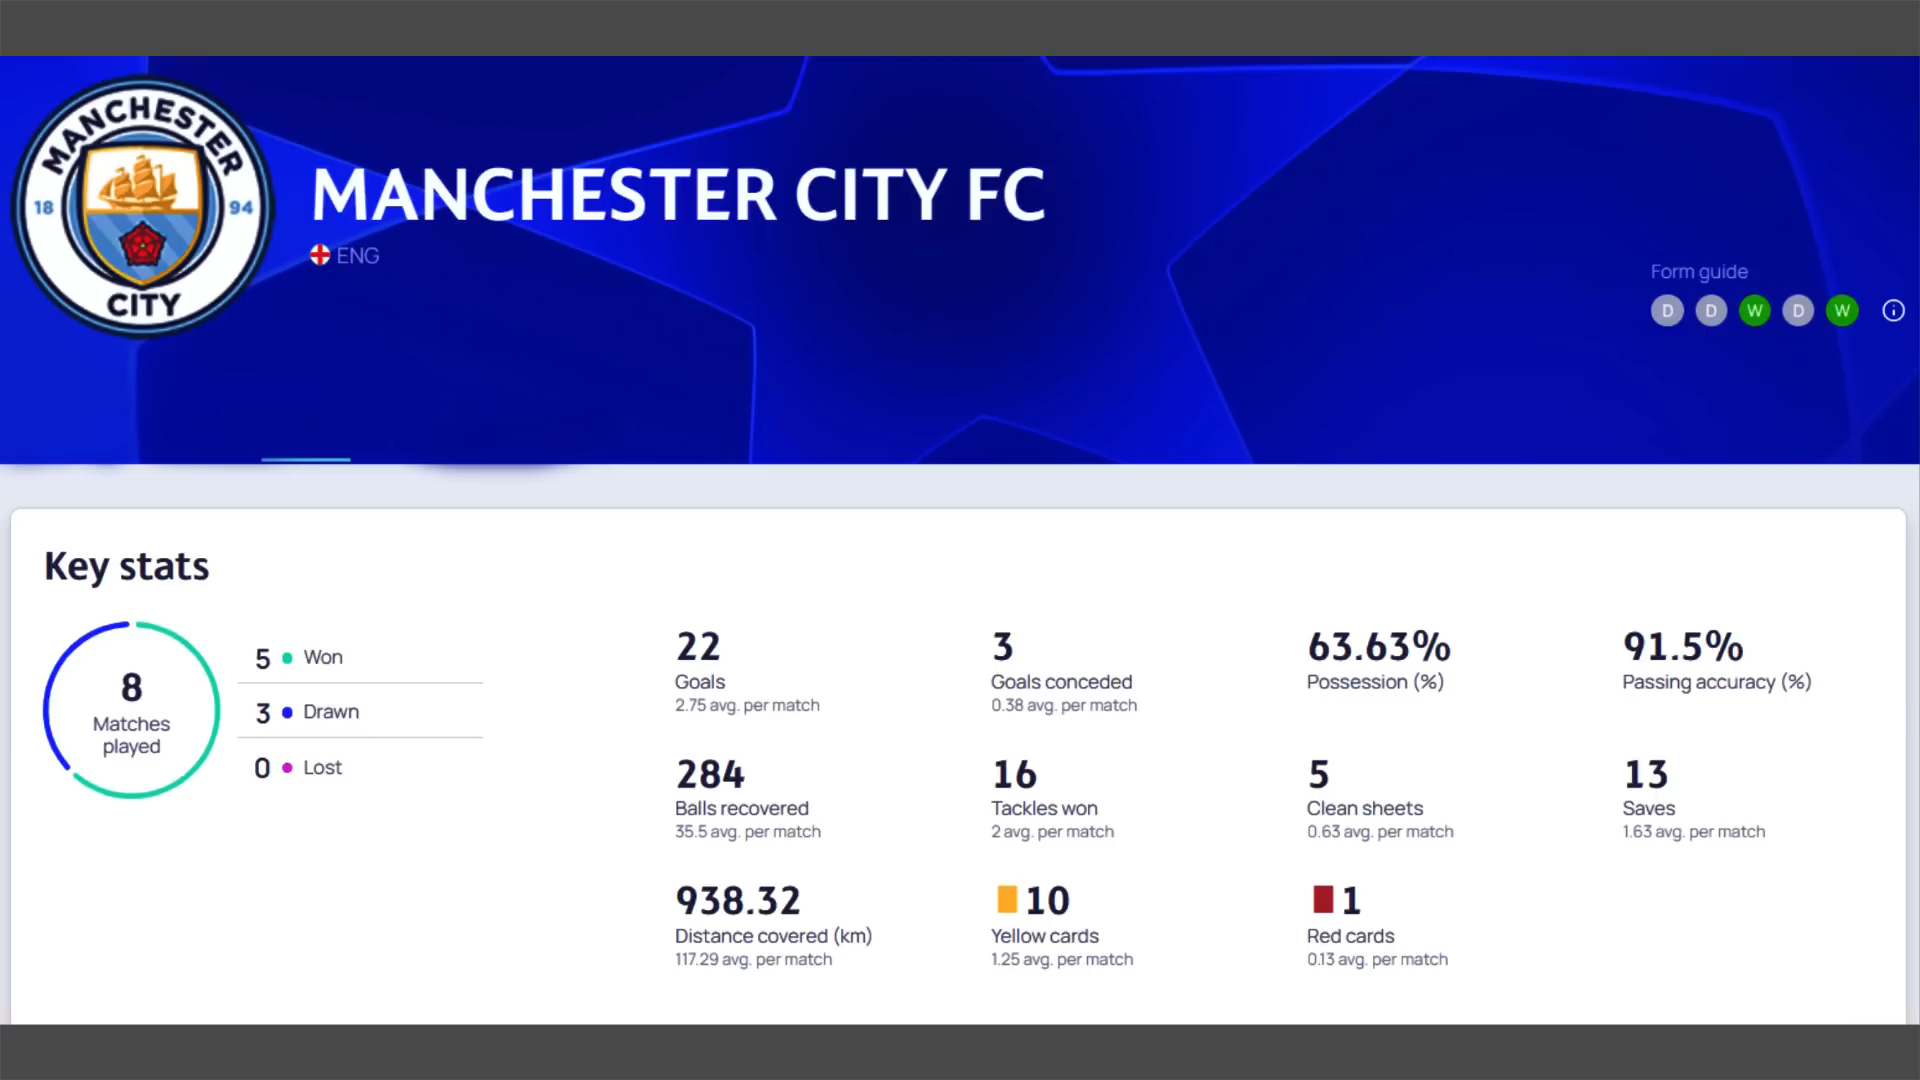 MANCHESTER
18 94
CITY
MANCHESTER CITY FC
ENG
Form guide
D D W D W i
Key stats
8
Matches
played
5 Won
3 Drawn
0 Lost
22
Goals
2.75 avg. per match
3
Goals conceded
0.38 avg. per match
63.63%
Possession (%)
91.5%
Passing accuracy (%)
284
Balls recovered
35.5 avg. per match
16
Tackles won
2 avg. per match
5
Clean sheets
0.63 avg. per match
13
Saves
1.63 avg. per match
938.32
Distance covered (km)
117.29 avg. per match
10
Yellow cards
1.25 avg. per match
1
Red cards
0.13 avg. per match